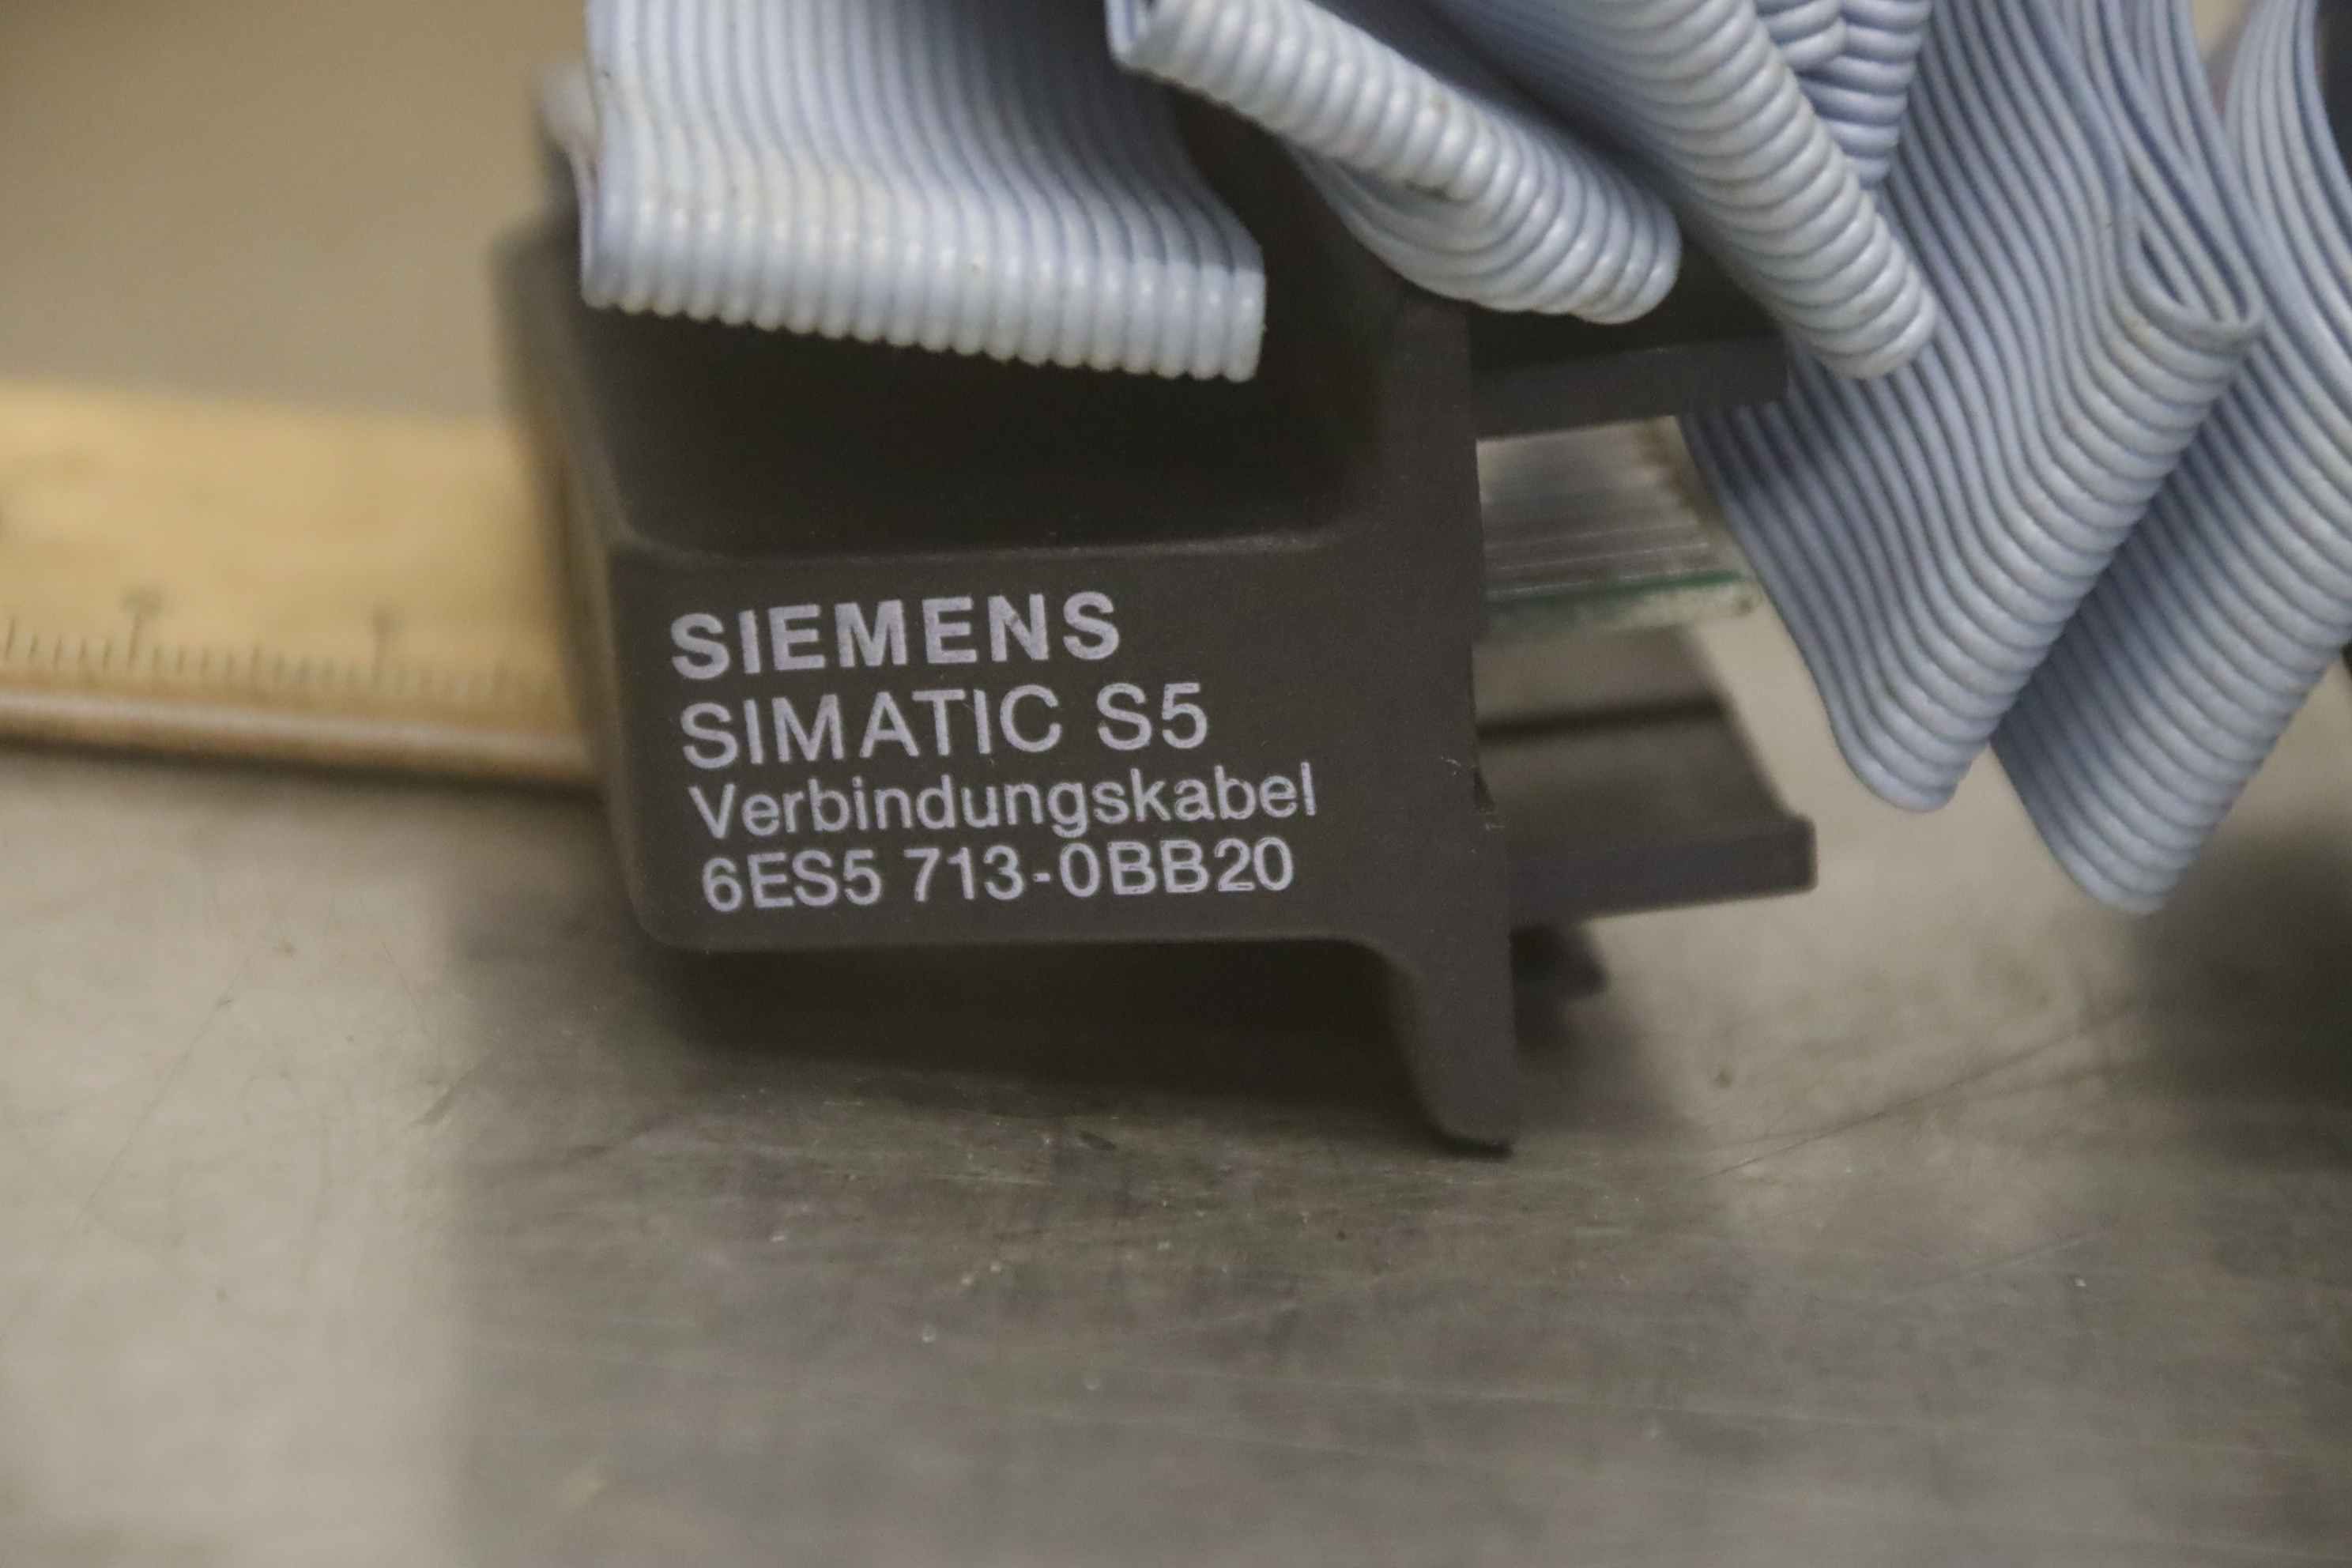 SIEMENS
SIMATIC S5
Verbindungskabel
6ES5 713-0BB20